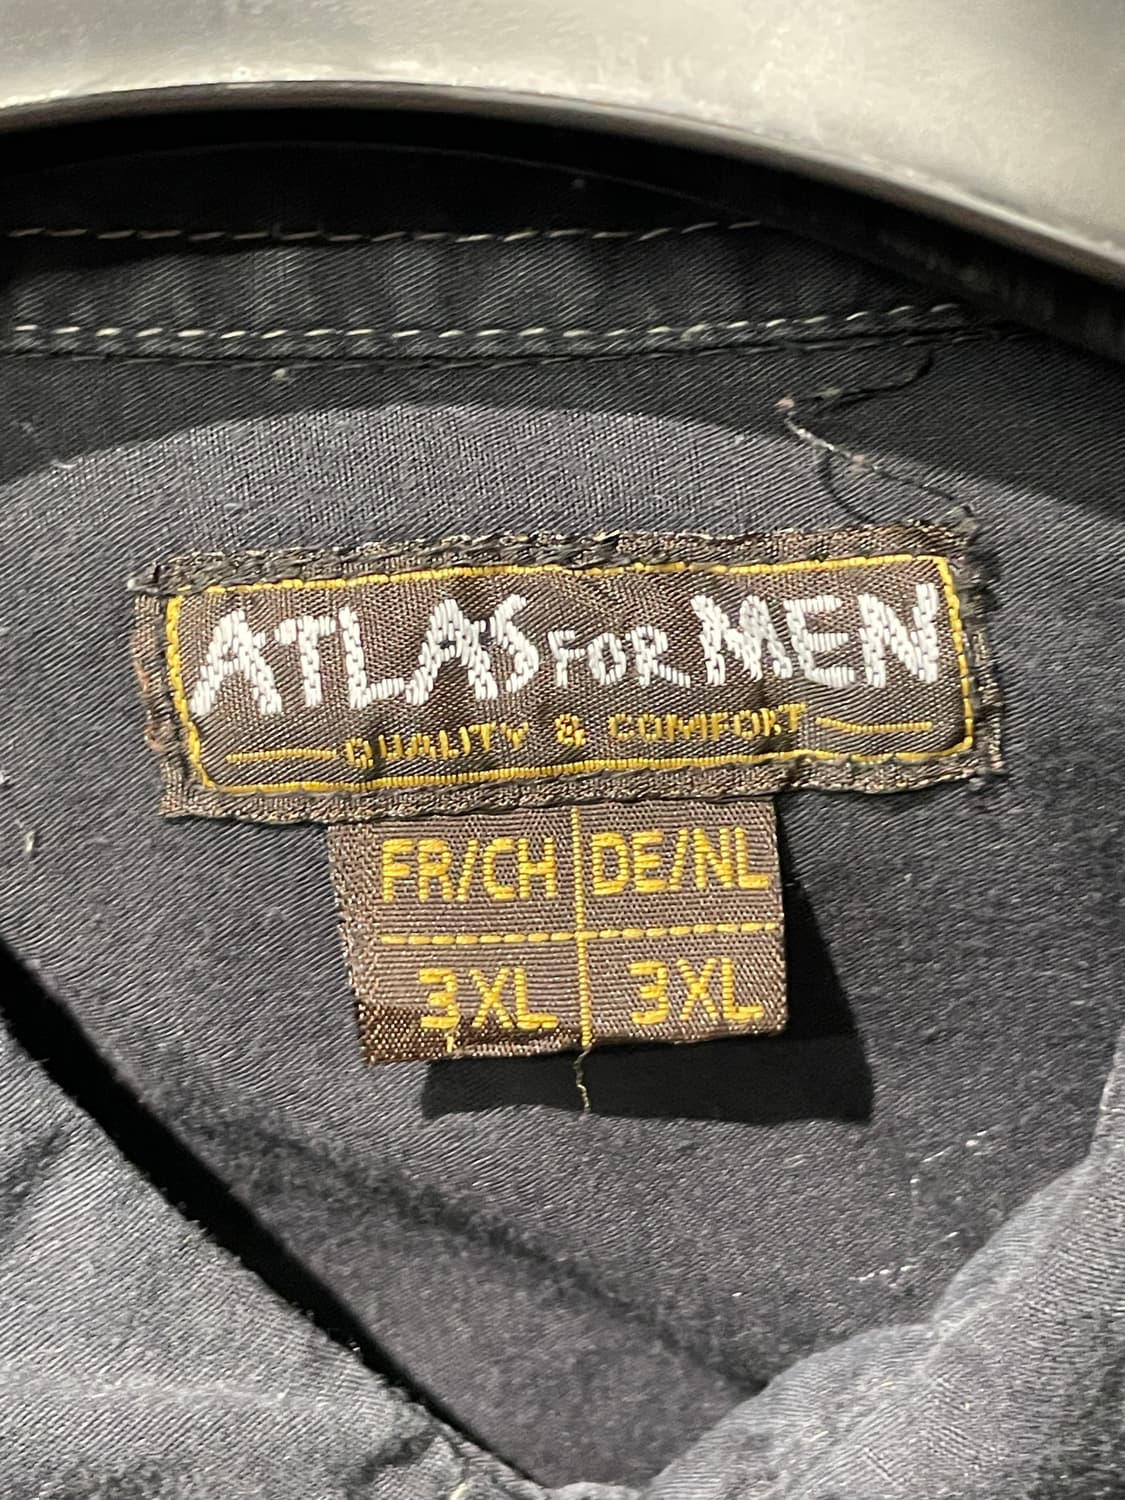 ATLAS FOR MEN
QUALITY & COMFORT
FR/CH DE/NL
3XL 3XL